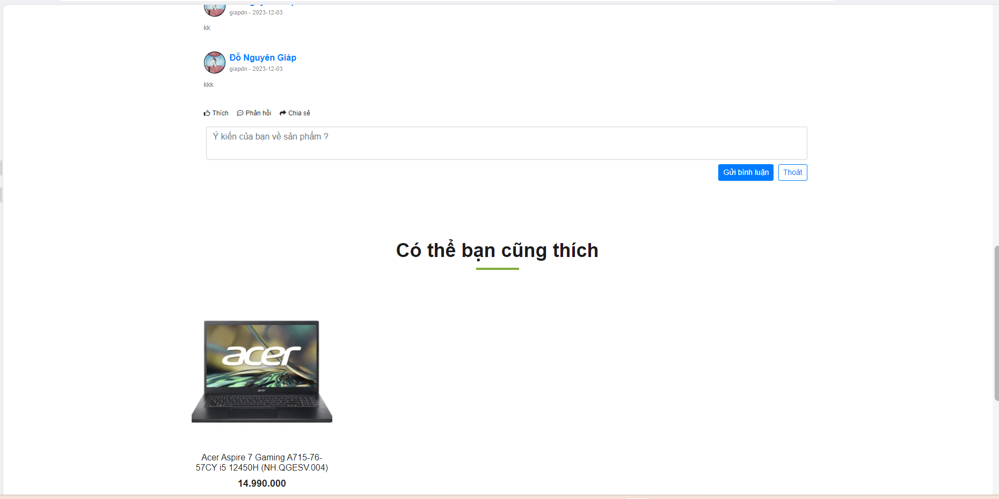 giapdn - 2023-12-03
kk
Đỗ Nguyên Giáp
giapdn - 2023-12-03
kkk
Thích Phản hồi Chia sẻ
Ý kiến của bạn về sản phẩm ?
Gửi bình luận Thoát
Có thể bạn cũng thích
acer
acer
Acer Aspire 7 Gaming A715-76-
57CY i5 12450H (NH.QGESV.004)
14.990.000